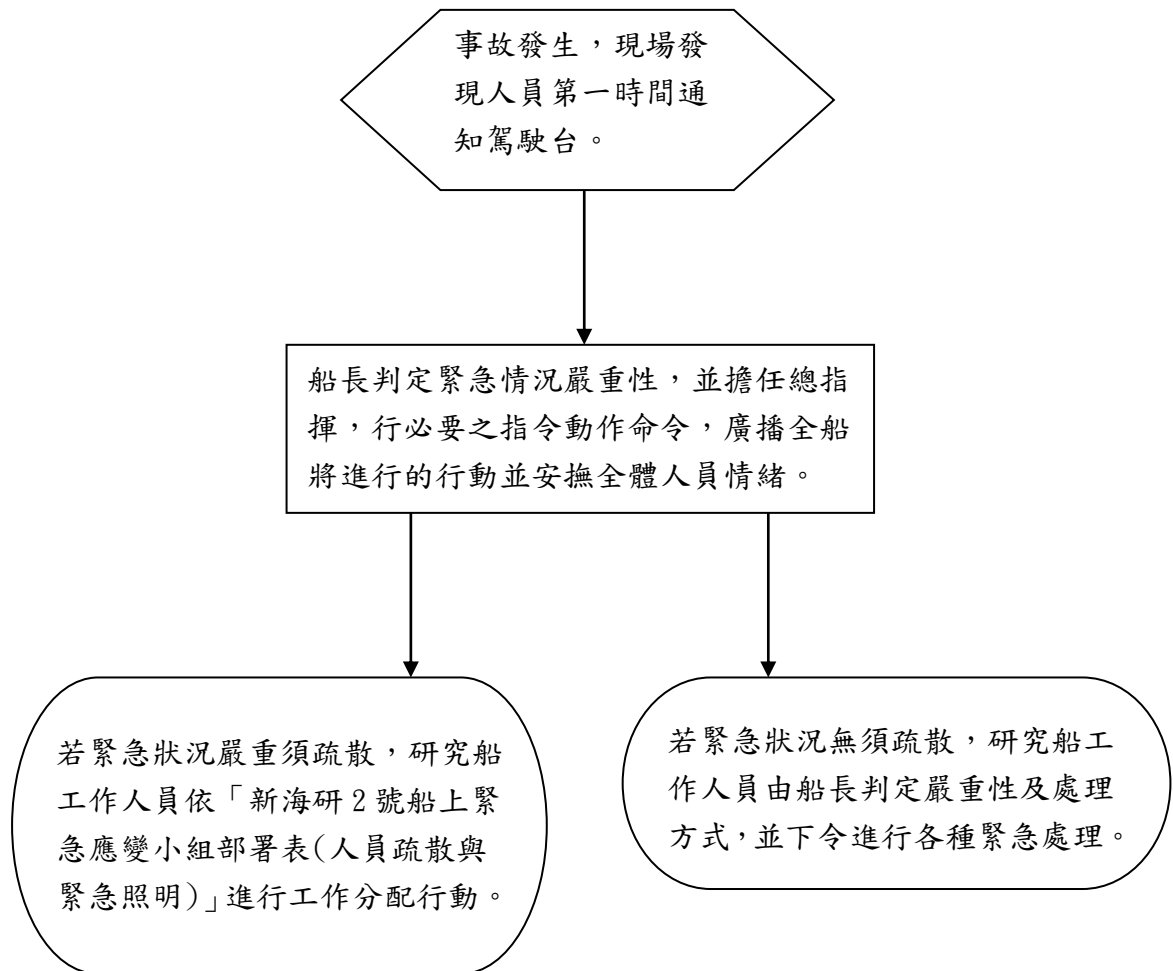 事故發生，現場發
現人員第一時間通
知駕駛台。
船長判定緊急情況嚴重性，並擔任總指
揮，行必要之指令動作命令，廣播全船
將進行的行動並安撫全體人員情緒。
若緊急狀況嚴重須疏散，研究船
工作人員依「新海研2號船上緊
急應變小組部署表(人員疏散與
緊急照明)」進行工作分配行動。
若緊急狀況無須疏散，研究船工
作人員由船長判定嚴重性及處理
方式，並下令進行各種緊急處理。